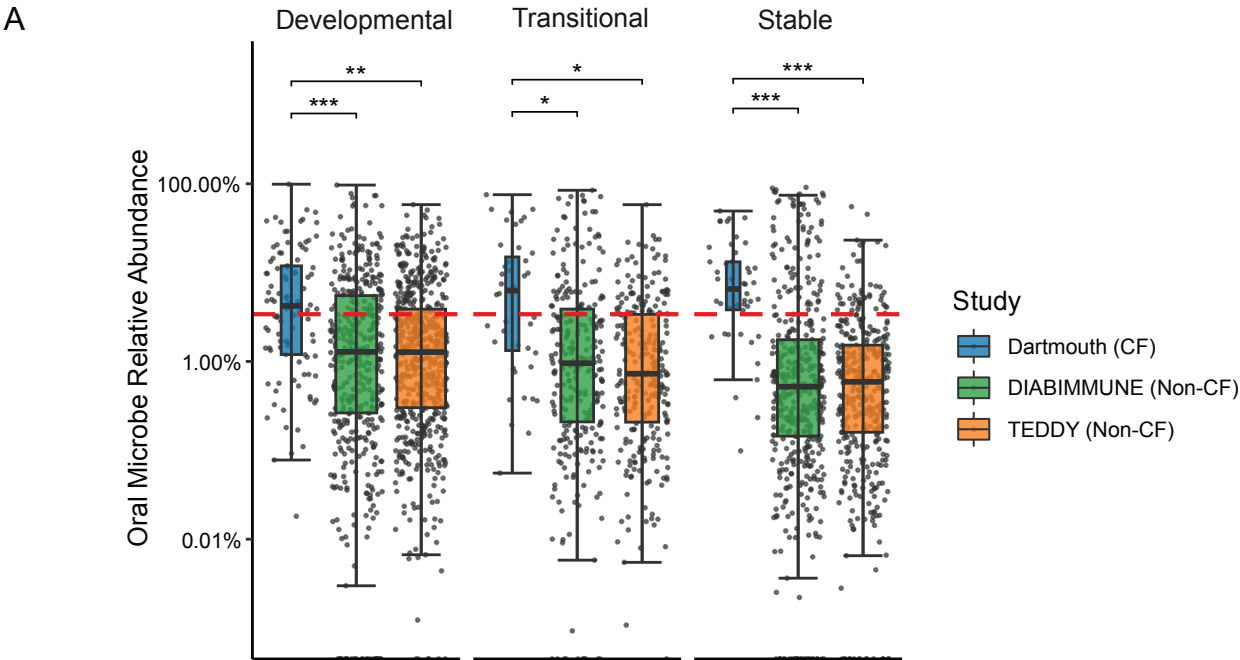 A
Developmental
Transitional
Stable
**
***
*
*
***
***
Oral Microbe Relative Abundance
100.00%
1.00%
0.01%
Study
Dartmouth (CF)
DIABIMMUNE (Non-CF)
TEDDY (Non-CF)